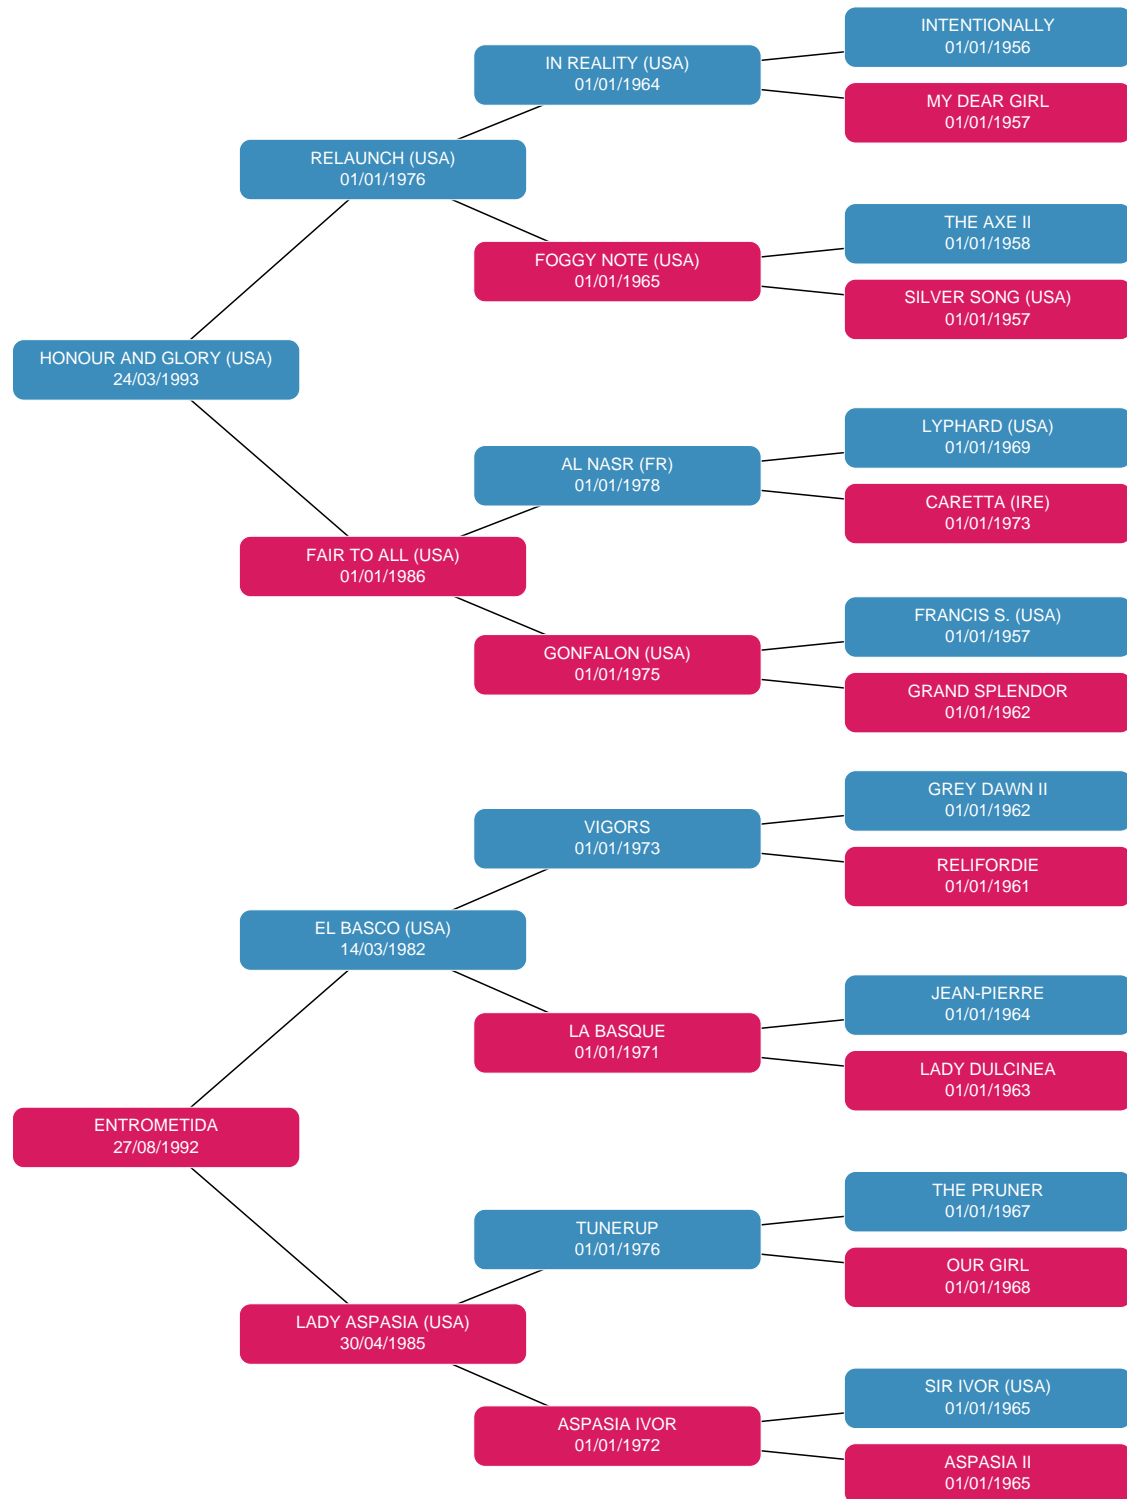 INTENTIONALLY
01/01/1956
IN REALITY (USA)
01/01/1964
MY DEAR GIRL
01/01/1957
RELAUNCH (USA)
01/01/1976
THE AXE II
01/01/1958
FOGGY NOTE (USA)
01/01/1965
SILVER SONG (USA)
01/01/1957
HONOUR AND GLORY (USA)
24/03/1993
LYPHARD (USA)
01/01/1969
AL NASR (FR)
01/01/1978
CARETTA (IRE)
01/01/1973
FAIR TO ALL (USA)
01/01/1986
FRANCIS S. (USA)
01/01/1957
GONFALON (USA)
01/01/1975
GRAND SPLENDOR
01/01/1962
GREY DAWN II
01/01/1962
VIGORS
01/01/1973
RELIFORDIE
01/01/1961
EL BASCO (USA)
14/03/1982
JEAN-PIERRE
01/01/1964
LA BASQUE
01/01/1971
LADY DULCINEA
01/01/1963
ENTROMETIDA
27/08/1992
THE PRUNER
01/01/1967
TUNERUP
01/01/1976
OUR GIRL
01/01/1968
LADY ASPASIA (USA)
30/04/1985
SIR IVOR (USA)
01/01/1965
ASPASIA IVOR
01/01/1972
ASPASIA II
01/01/1965